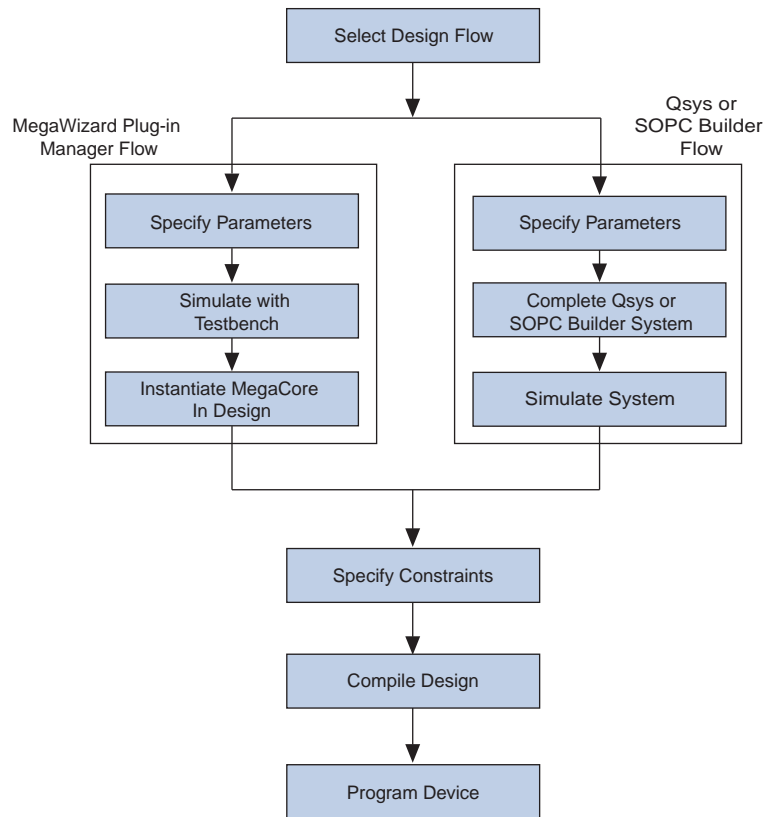 Select Design Flow
MegaWizard Plug-in
Manager Flow
Qsys or
SOPC Builder
Flow
Specify Parameters
Simulate with
Testbench
Instantiate MegaCore
In Design
Specify Parameters
Complete Qsys or
SOPC Builder System
Simulate System
Specify Constraints
Compile Design
Program Device